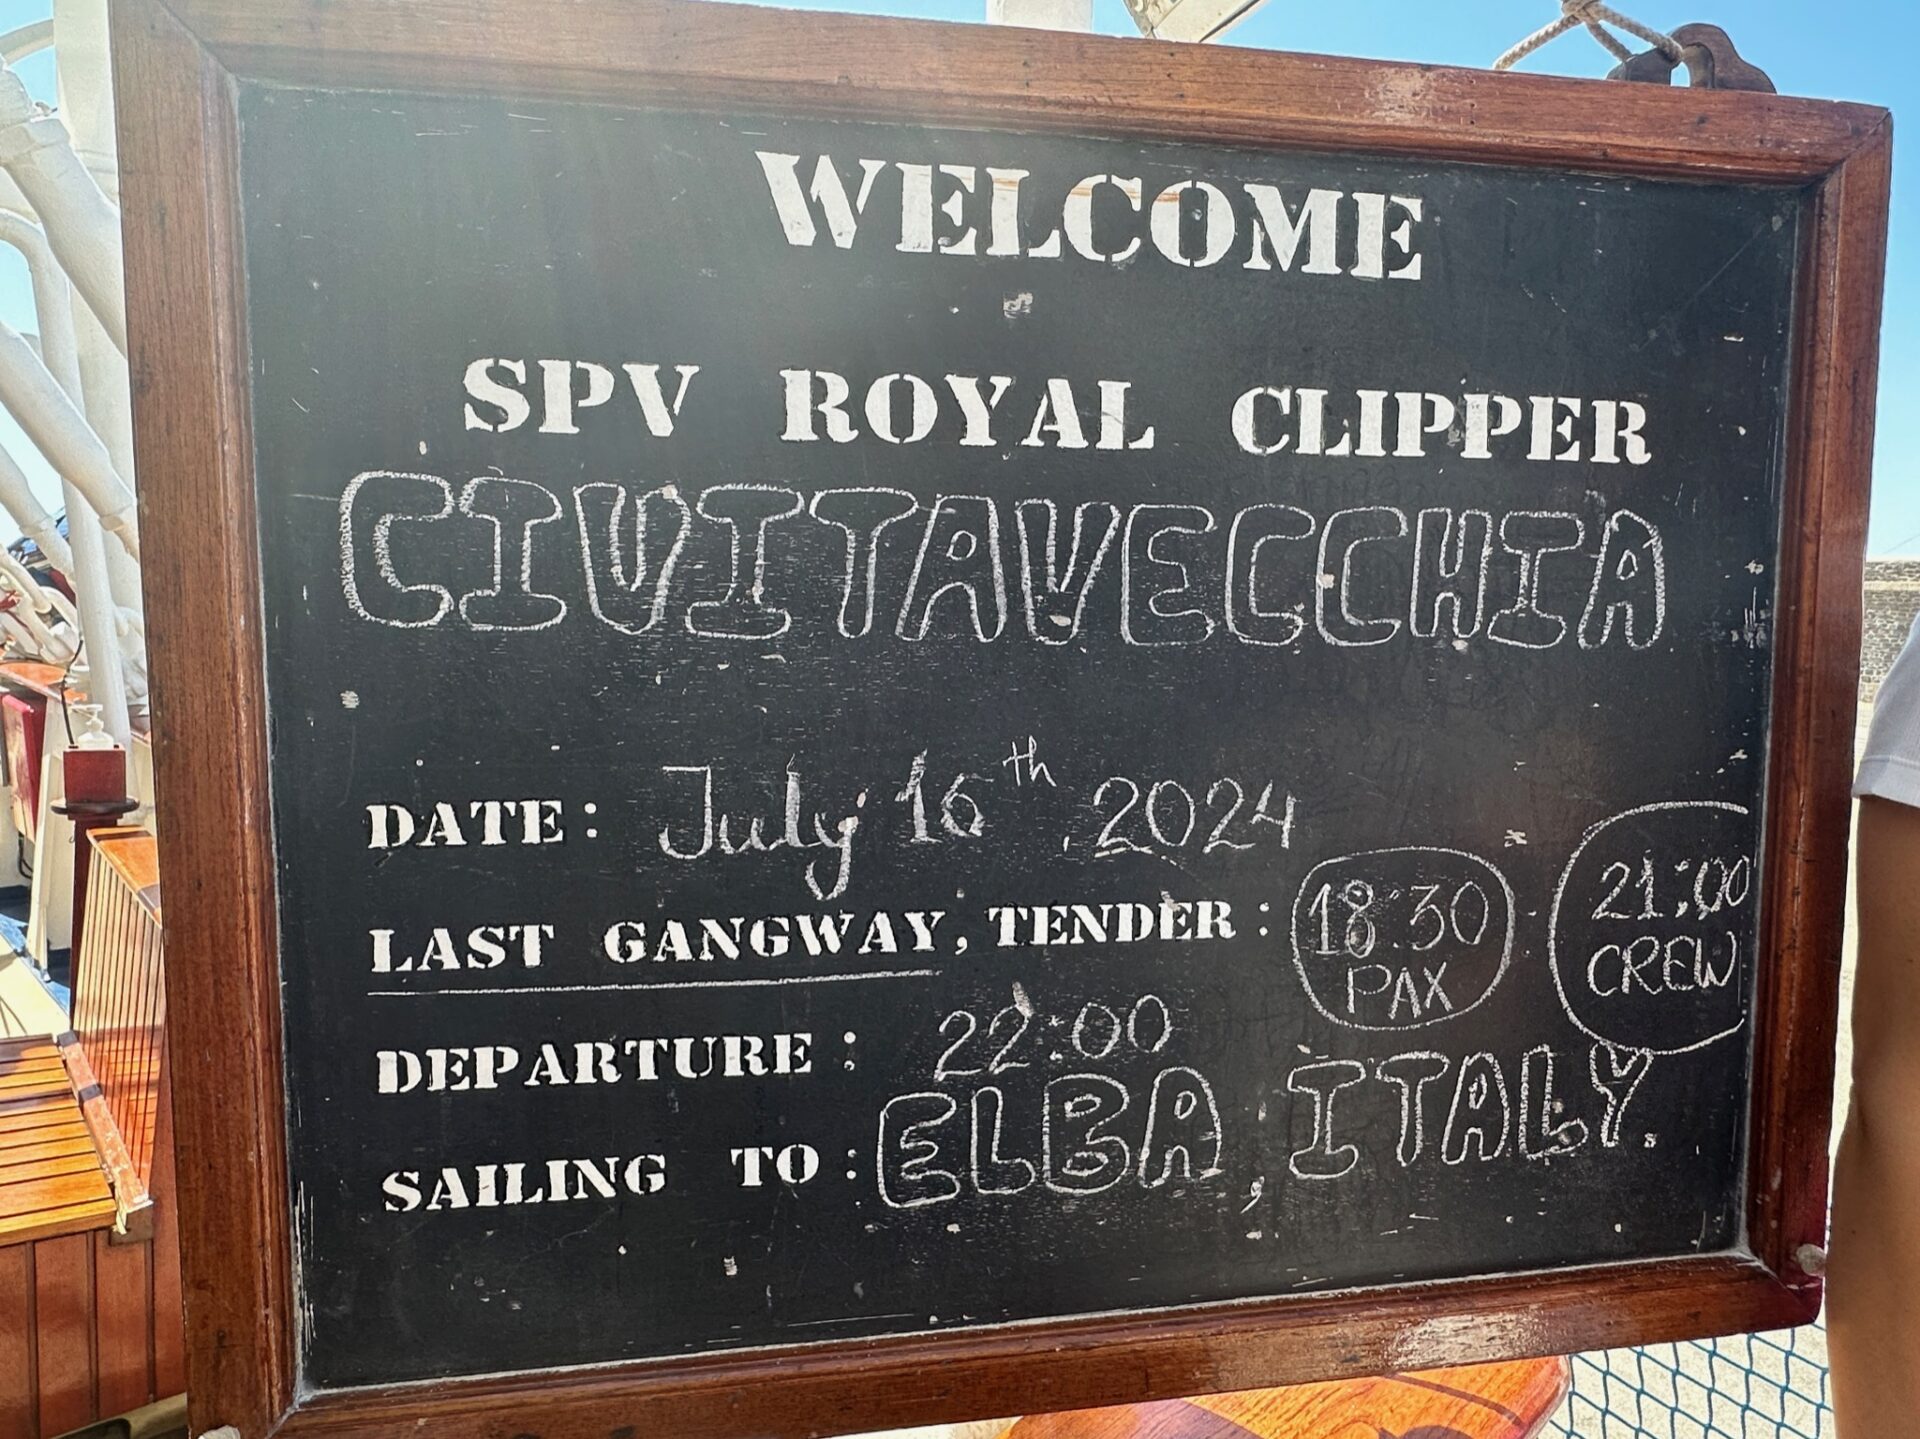 WELCOME
SPV ROYAL CLIPPER
CIVITAVECCHIA
DATE: July 16th. 2024
LAST GANGWAY, TENDER: 18:30 PAX 21:00 CREW
DEPARTURE: 22:00
SAILING TO: ELBA, ITALY.